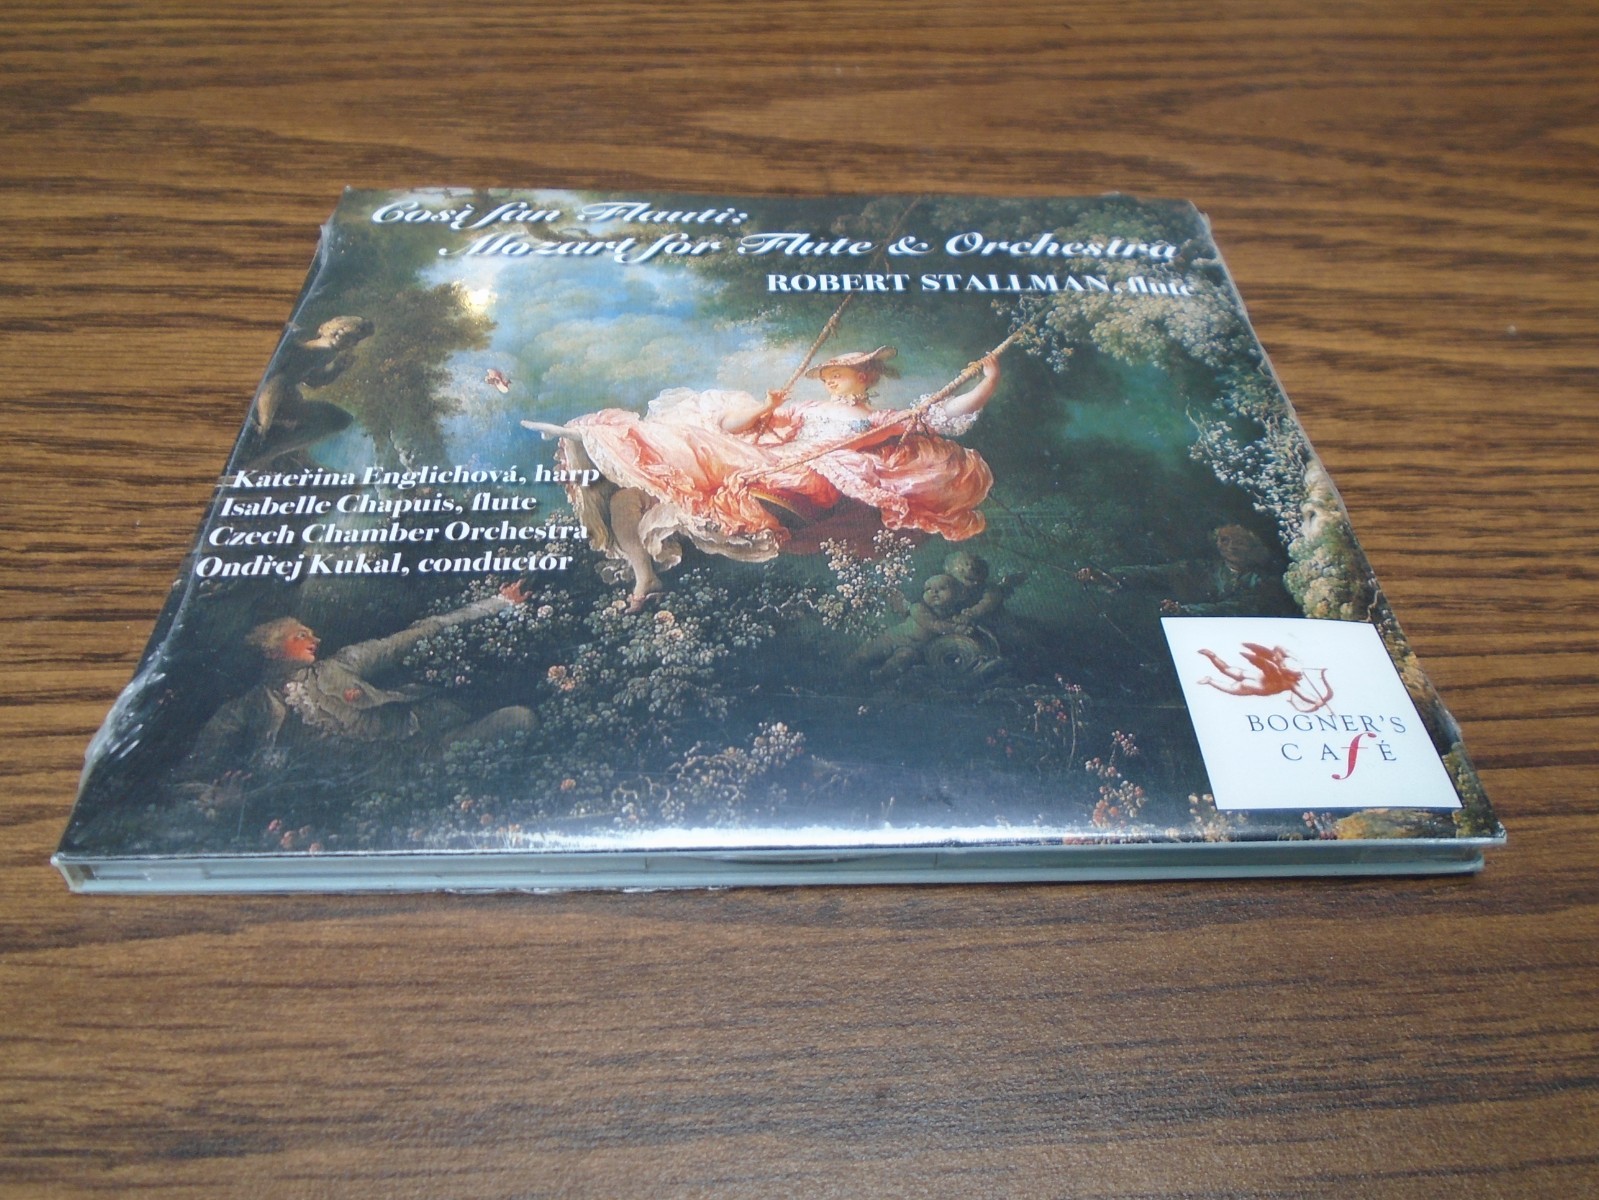 Così fan Flauti:
Mozart for Flute & Orchestra
ROBERT STALLMAN, flute
Kateřina Englichová, harp
Isabelle Chapuis, flute
Czech Chamber Orchestra
Ondřej Kukal, conductor
BOGNER'S
CAfÉ